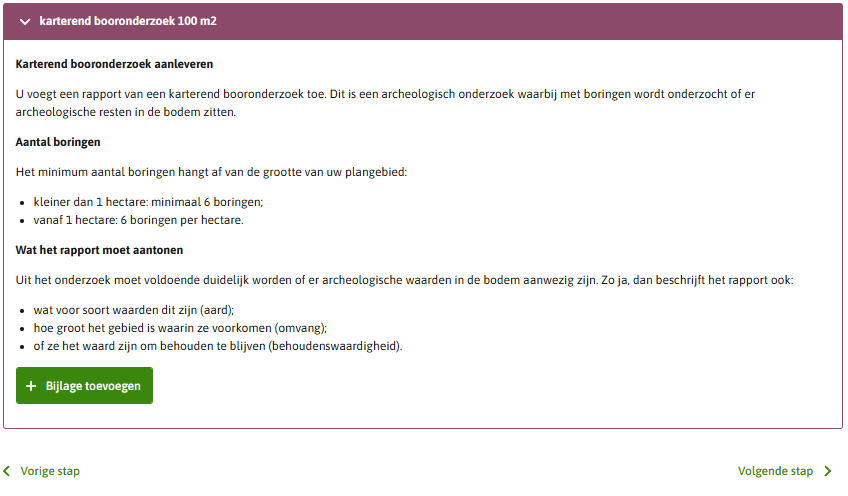 karterend booronderzoek 100 m2
Karterend booronderzoek aanleveren
U voegt een rapport van een karterend booronderzoek toe. Dit is een archeologisch onderzoek waarbij met boringen wordt onderzocht of er
archeologische resten in de bodem zitten.
Aantal boringen
Het minimum aantal boringen hangt af van de grootte van uw plangebied:
• kleiner dan 1 hectare: minimaal 6 boringen;
• vanaf 1 hectare: 6 boringen per hectare.
Wat het rapport moet aantonen
Uit het onderzoek moet voldoende duidelijk worden of er archeologische waarden in de bodem aanwezig zijn. Zo ja, dan beschrijft het rapport ook:
• wat voor soort waarden dit zijn (aard);
• hoe groot het gebied is waarin ze voorkomen (omvang);
• of ze het waard zijn om behouden te blijven (behoudenswaardigheid).
+ Bijlage toevoegen
Vorige stap
Volgende stap